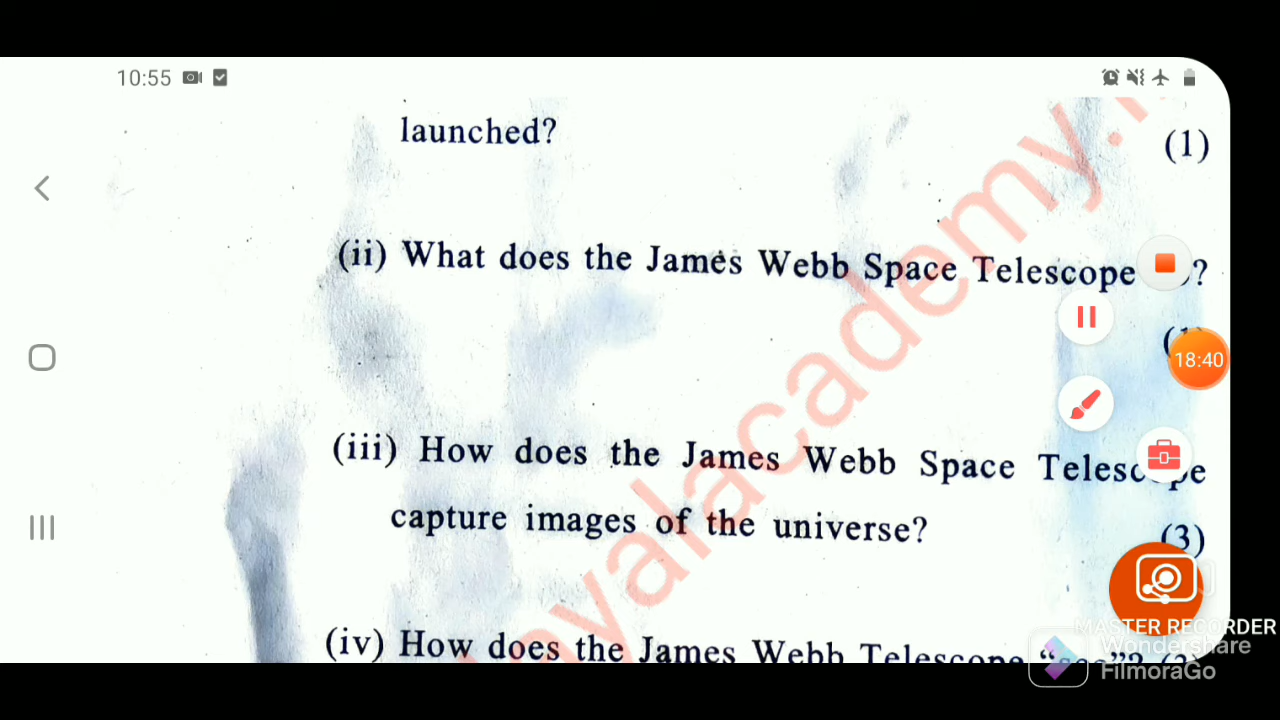 10:55
launched?
(1)
(ii) What does the James Webb Space Telescope ?
(iii) How does the James Webb Space Telescope
capture images of the universe?
(3)
(iv) How does the James Webb Telescope "see"?
yalacademy.
18:40
MASTER RECORDER
Wondershare
FilmoraGo